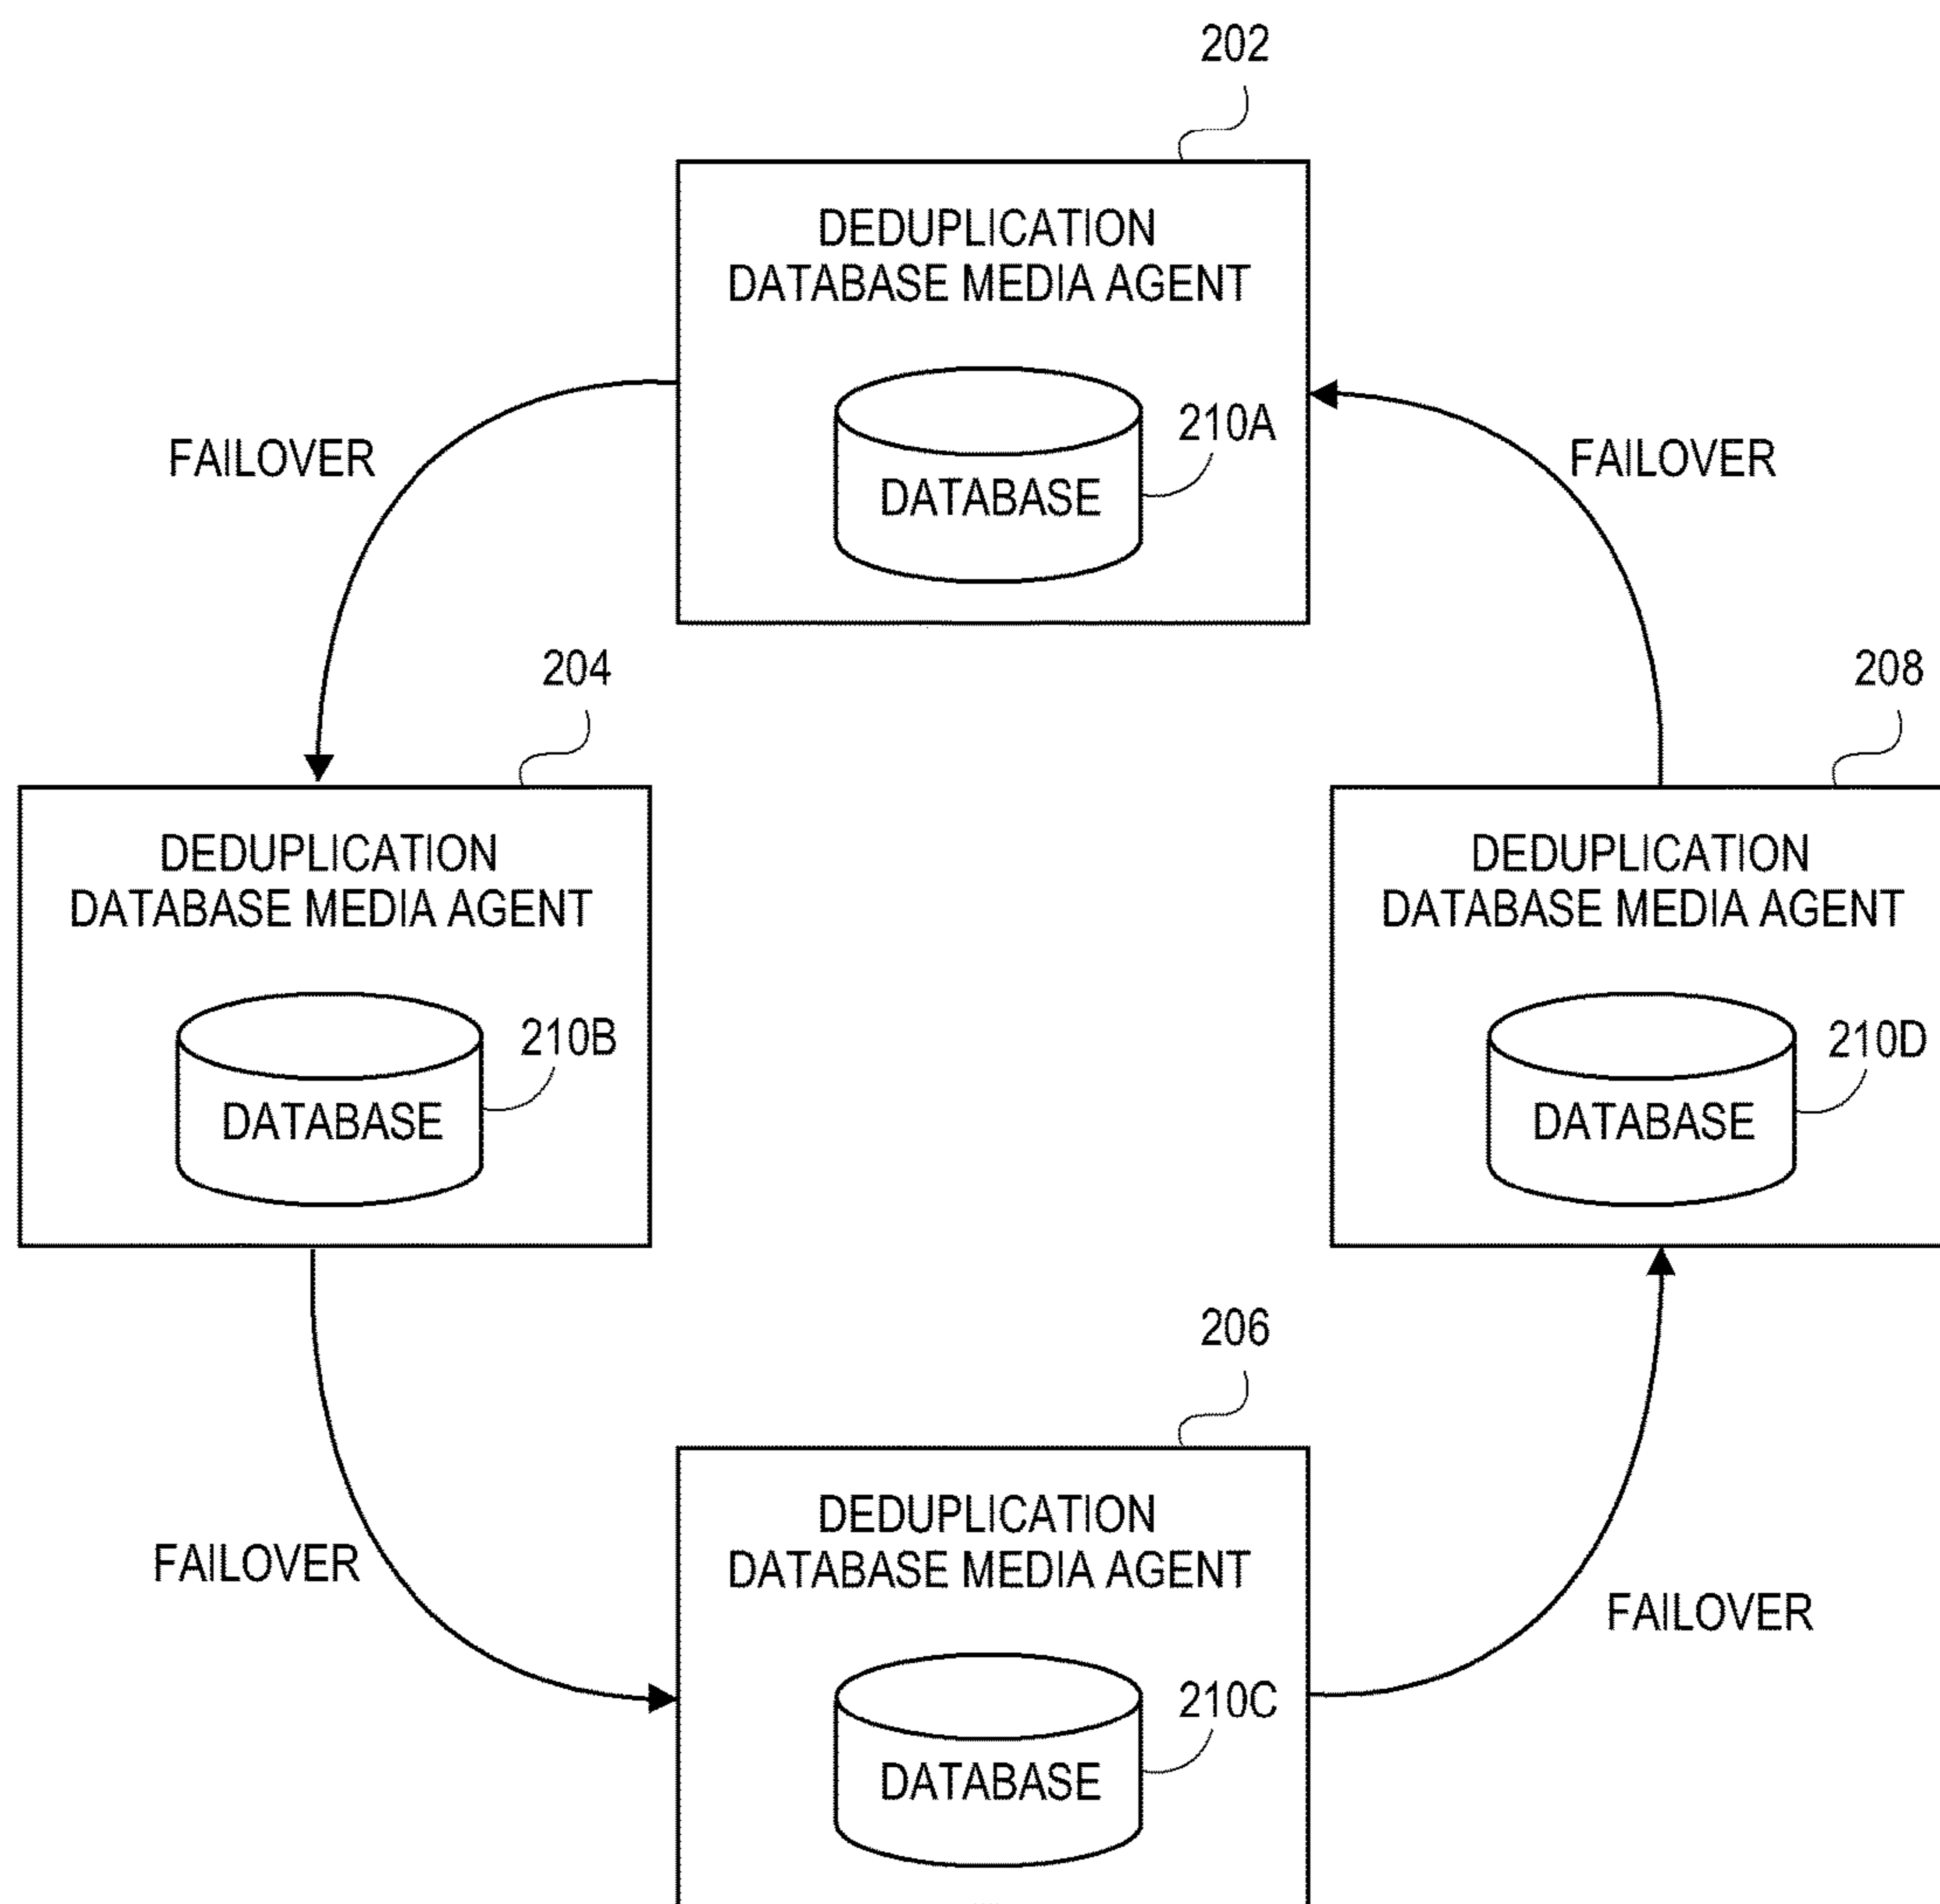 202
DEDUPLICATION
DATABASE MEDIA AGENT
210A
DATABASE
FAILOVER
FAILOVER
204
DEDUPLICATION
DATABASE MEDIA AGENT
210B
DATABASE
208
DEDUPLICATION
DATABASE MEDIA AGENT
210D
DATABASE
206
DEDUPLICATION
DATABASE MEDIA AGENT
210C
DATABASE
FAILOVER
FAILOVER